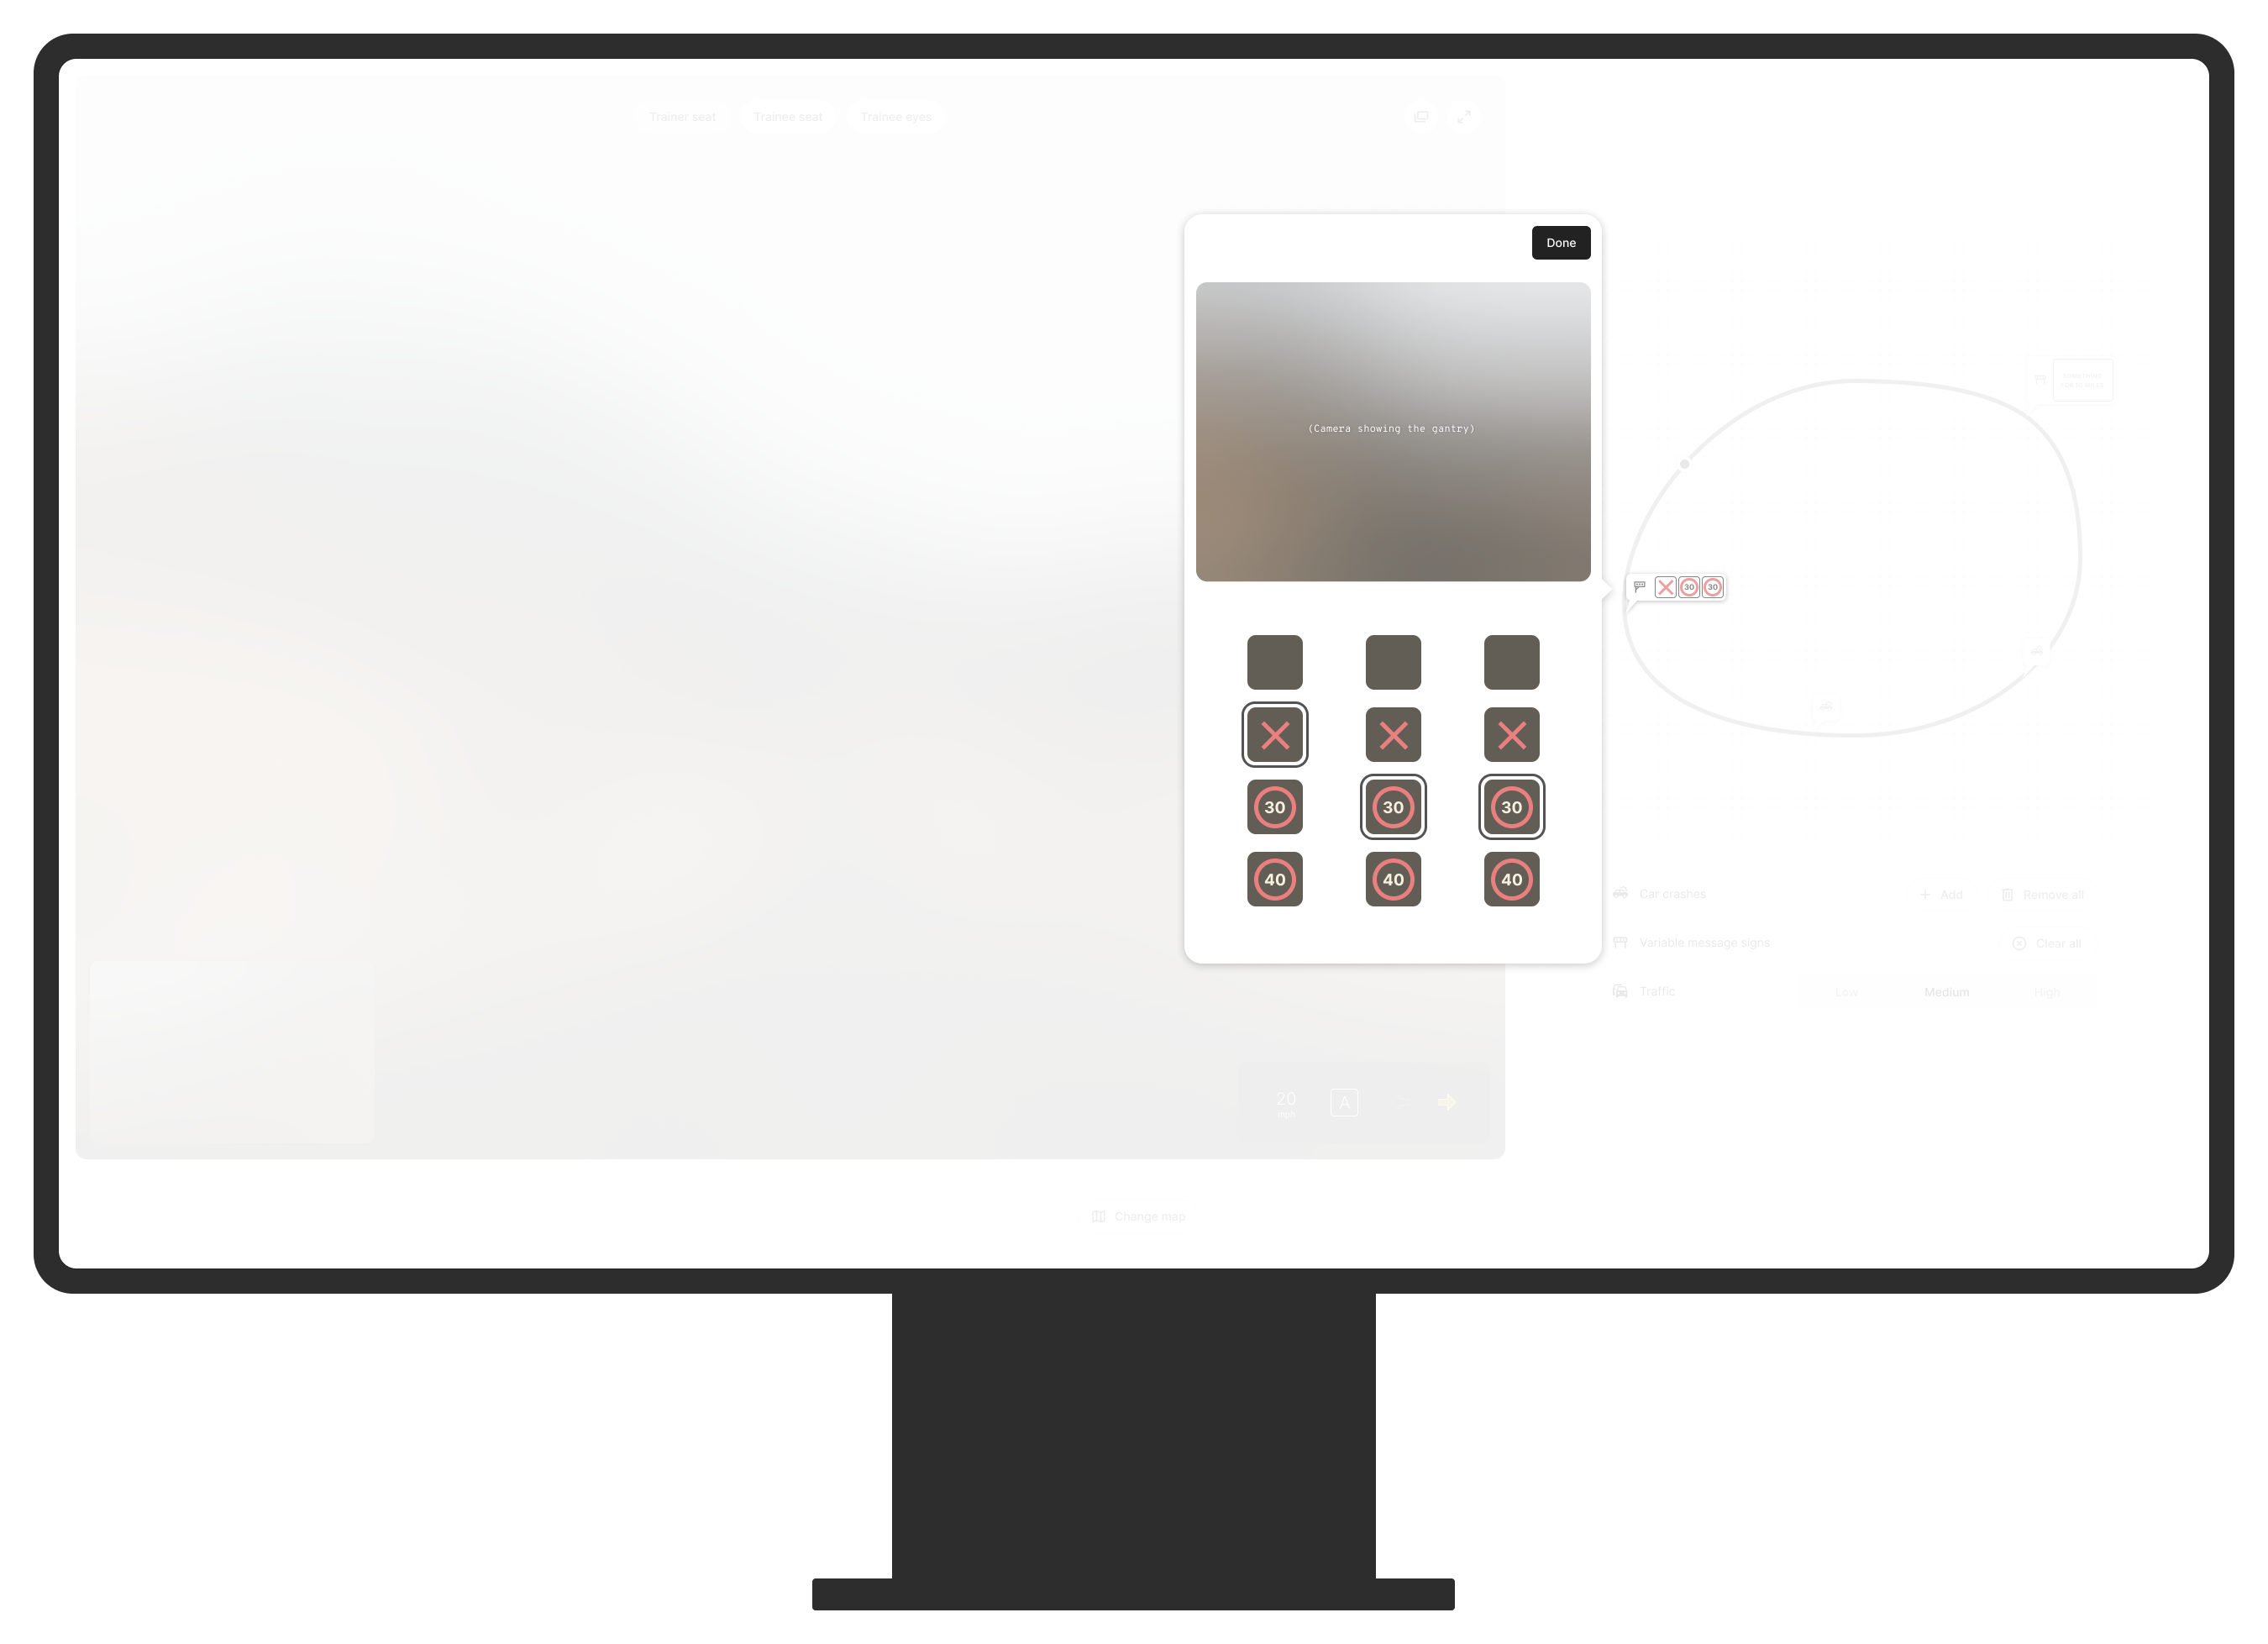 Trainer seat
Trainee seat
Trainee eyes
Done
(Camera showing the gantry)
30 30
30 30 30
40 40 40
Car crashes
Add
Remove all
Variable message signs
Clear all
Traffic
Low
Medium
High
20
mph
A
Change map